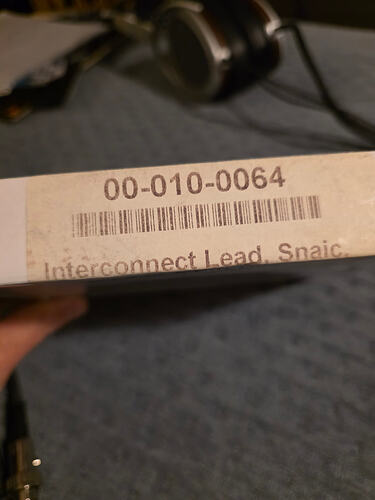 00-010-0064
Interconnect Lead, Snaic,